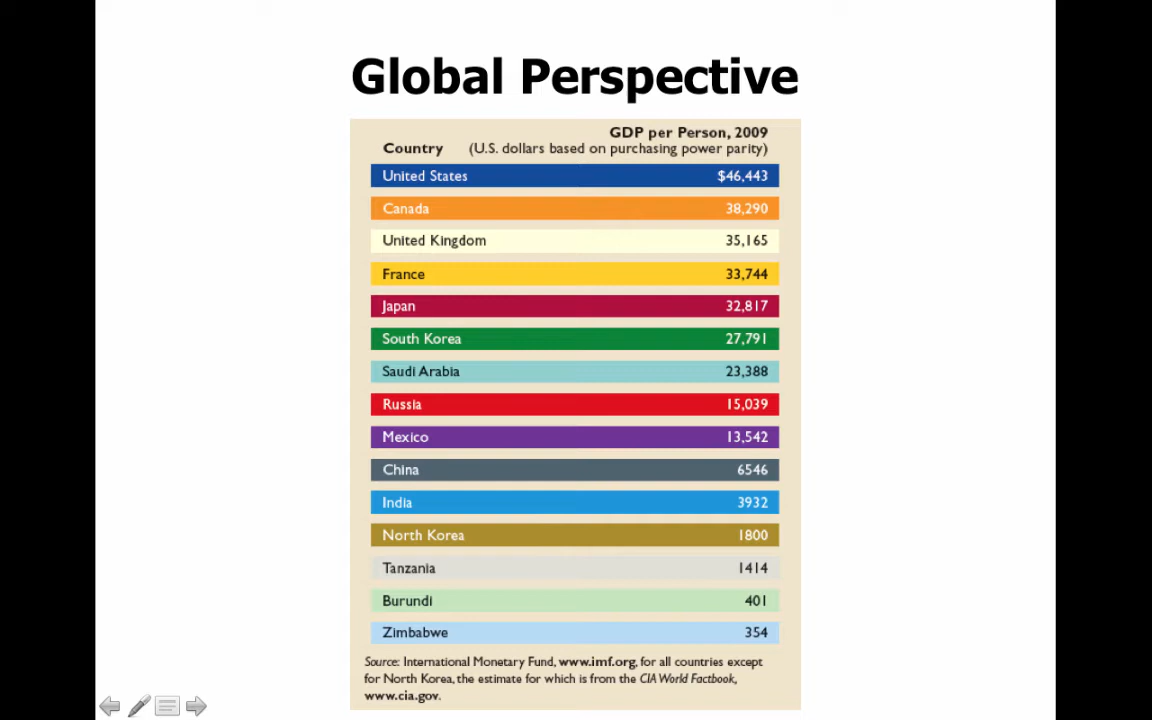 Global Perspective
GDP per Person, 2009
Country (U.S. dollars based on purchasing power parity)
United States $46,443
Canada 38,290
United Kingdom 35,165
France 33,744
Japan 32,817
South Korea 27,791
Saudi Arabia 23,388
Russia 15,039
Mexico 13,542
China 6546
India 3932
North Korea 1800
Tanzania 1414
Burundi 401
Zimbabwe 354
Source: International Monetary Fund, www.imf.org, for all countries except
for North Korea, the estimate for which is from the CIA World Factbook,
www.cia.gov.